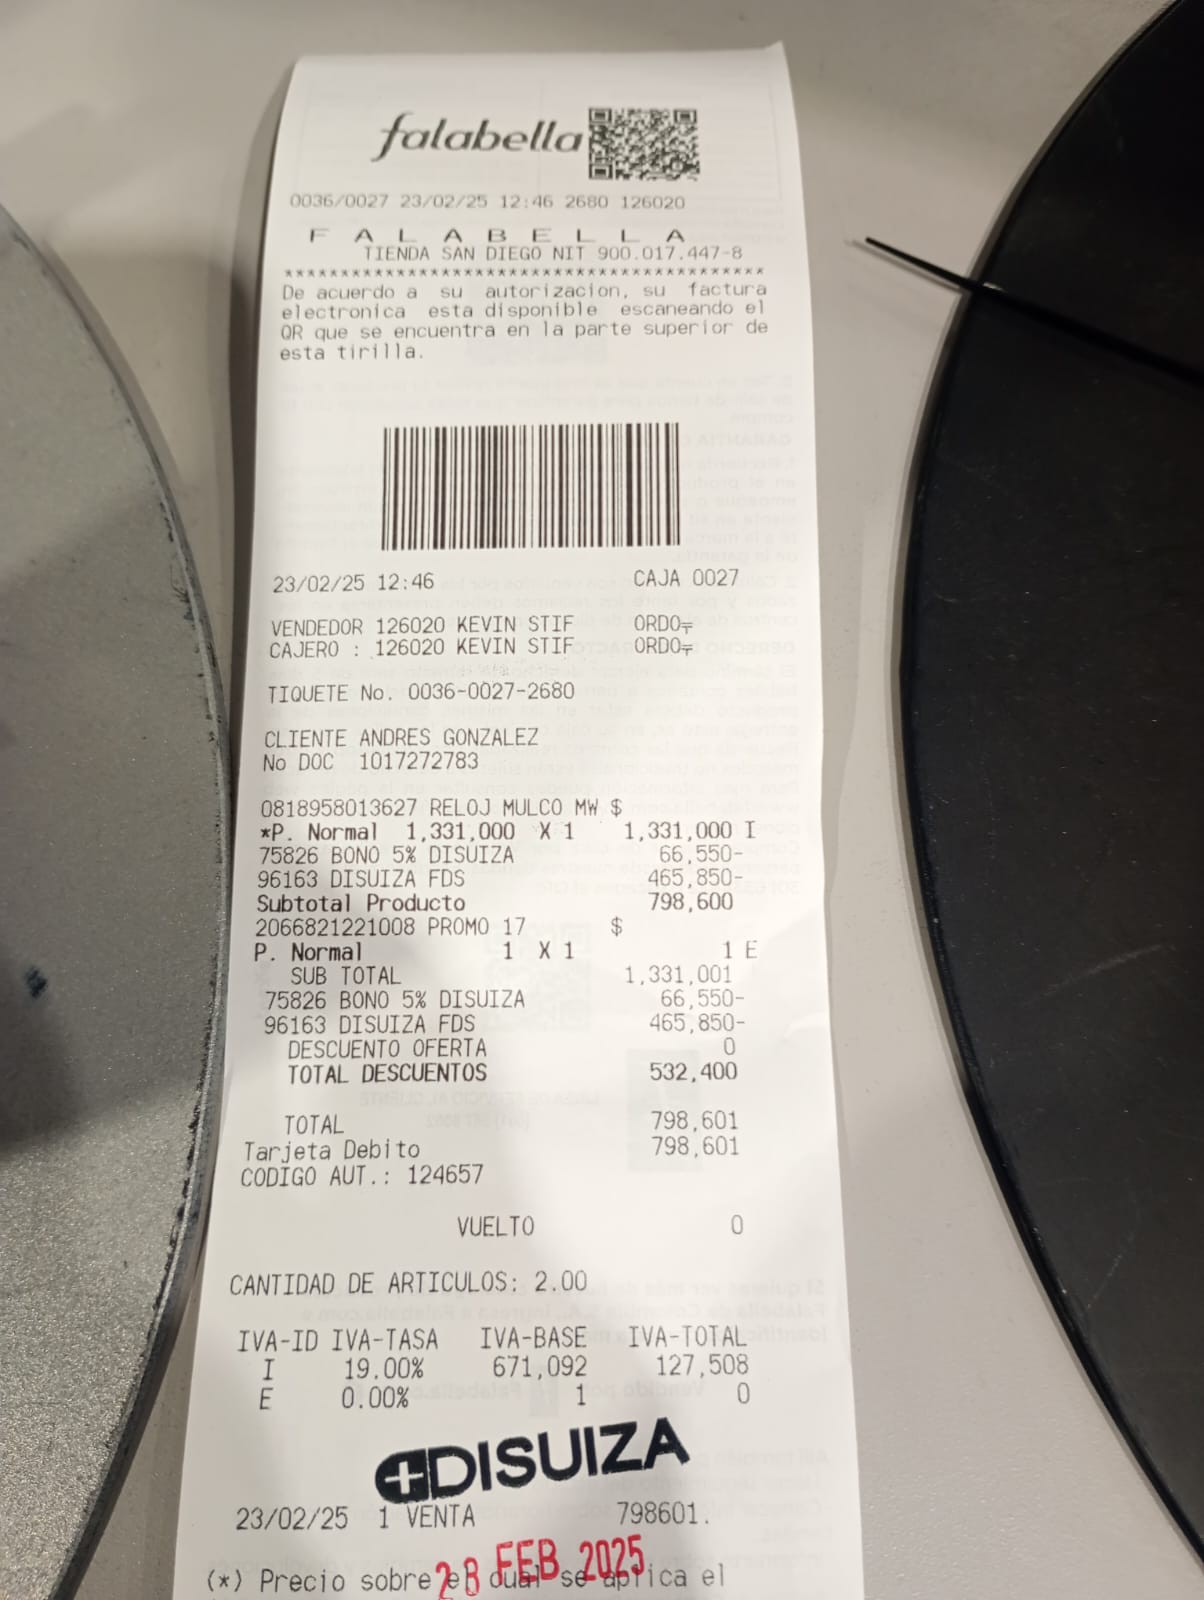 falabella
0036/0027 23/02/25 12:46 2680 126020
F A L A B E L L A
TIENDA SAN DIEGO NIT 900.017.447-8
******************************************
De acuerdo a su autorizacion, su factura
electronica esta disponible escaneando el
QR que se encuentra en la parte superior de
esta tirilla.
23/02/25 12:46 CAJA 0027
VENDEDOR 126020 KEVIN STIF ORDO
CAJERO : 126020 KEVIN STIF ORDO
TIQUETE No. 0036-0027-2680
CLIENTE ANDRES GONZALEZ
No DOC 1017272783
0818958013627 RELOJ MULCO MW $
*P. Normal 1,331,000 X 1 1,331,000 I
75826 BONO 5% DISUIZA 66,550-
96163 DISUIZA FDS 465,850-
Subtotal Producto 798,600
2066821221008 PROMO 17 $
P. Normal 1 X 1 1 E
SUB TOTAL 1,331,001
75826 BONO 5% DISUIZA 66,550-
96163 DISUIZA FDS 465,850-
DESCUENTO OFERTA 0
TOTAL DESCUENTOS 532,400
TOTAL 798,601
Tarjeta Debito 798,601
CODIGO AUT.: 124657
VUELTO 0
CANTIDAD DE ARTICULOS: 2.00
IVA-ID IVA-TASA IVA-BASE IVA-TOTAL
I 19.00% 671,092 127,508
E 0.00% 1 0
DISUIZA
23/02/25 1 VENTA 798601.
FEB 2025
(*) Precio sobre el cual se aplica el